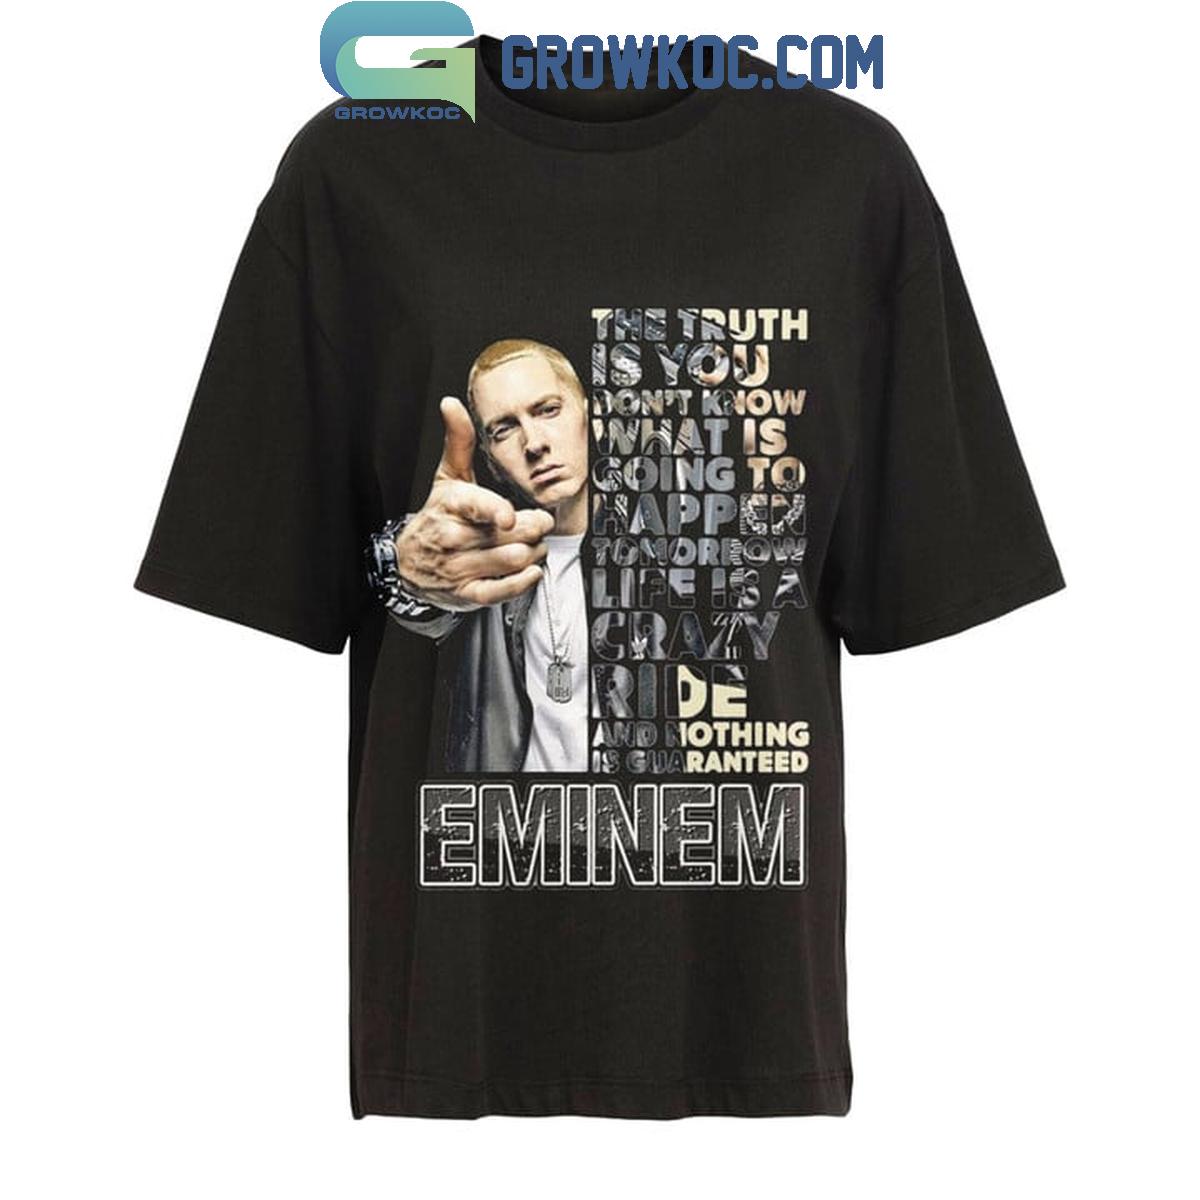 GROWKOC
GROWKOC.COM
THE TRUTH
IS YOU
DON'T KNOW
WHAT IS
GOING TO
HAPPEN
TOMORROW
LIFE IS A
CRAZY
RIDE
AND NOTHING
IS GUARANTEED
EMINEM